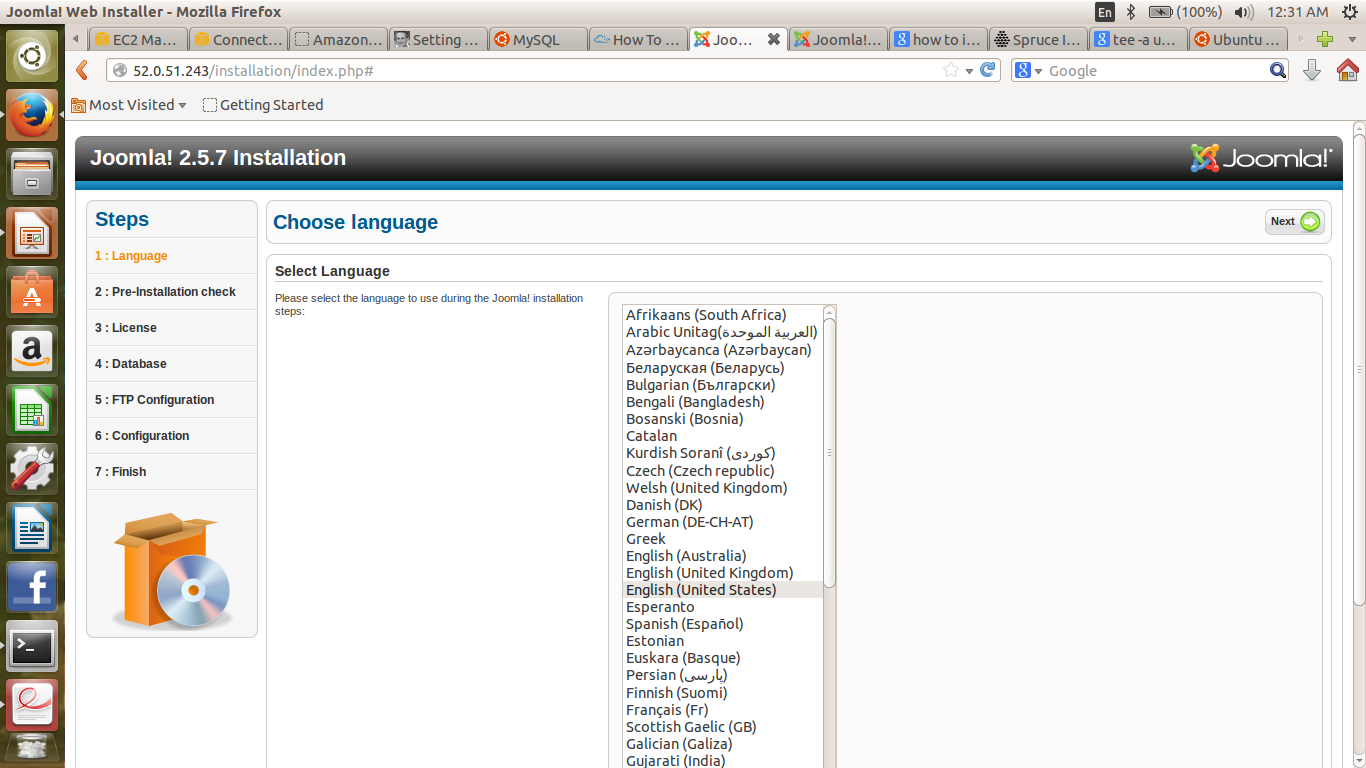 Joomla! Web Installer - Mozilla Firefox
En
(100%)
12:31 AM
EC2 Ma...
Connect...
Amazon...
Setting ...
MySQL
How To ...
Joo...
Joomla!...
how to i...
Spruce I...
tee -a u...
Ubuntu ...
52.0.51.243/installation/index.php#
Google
Most Visited
Getting Started
Joomla! 2.5.7 Installation
Joomla!
Steps
1 : Language
2 : Pre-Installation check
3 : License
4 : Database
5 : FTP Configuration
6 : Configuration
7 : Finish
Choose language
Next
Select Language
Please select the language to use during the Joomla! installation
steps:
Afrikaans (South Africa)
Arabic Unitag(العربية الموحدة)
Azərbaycanca (Azərbaycan)
Беларуская (Беларусь)
Bulgarian (Български)
Bengali (Bangladesh)
Bosanski (Bosnia)
Catalan
Kurdish Soranî (کوردی)
Czech (Czech republic)
Welsh (United Kingdom)
Danish (DK)
German (DE-CH-AT)
Greek
English (Australia)
English (United Kingdom)
English (United States)
Esperanto
Spanish (Español)
Estonian
Euskara (Basque)
Persian (پارسی)
Finnish (Suomi)
Français (Fr)
Scottish Gaelic (GB)
Galician (Galiza)
Gujarati (India)